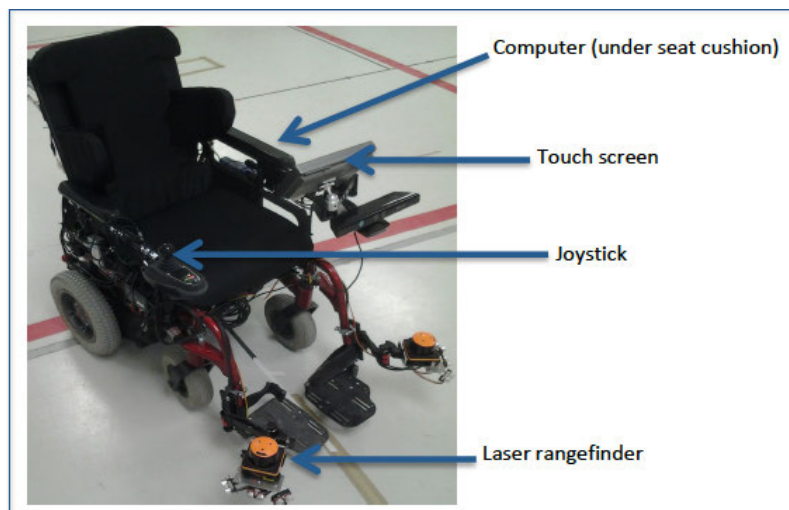 Computer (under seat cushion)
Touch screen
Joystick
Laser rangefinder